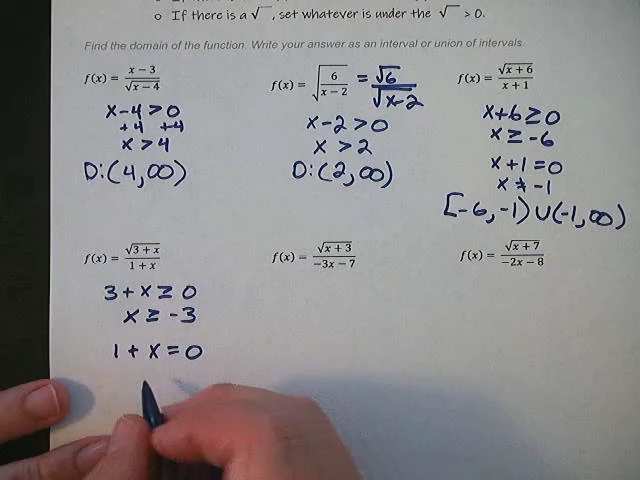 o If there is a √ , set whatever is under the √ > 0.
Find the domain of the function. Write your answer as an interval or union of intervals
f(x) = (x − 3)/√(x − 4)
x-4>0
+4 +4
x>4
D:(4,∞)
f(x) = √(6/(x − 2)) = √6/√(x-2)
x-2>0
x>2
D:(2,∞)
f(x) = √(x + 6)/(x + 1)
x+6≥0
x≥-6
x+1=0
x≠-1
[-6,-1)∪(-1,∞)
f(x) = √(3 + x)/(1 + x)
3+x≥0
x≥-3
1+x=0
f(x) = √(x + 3)/(−3x − 7)
f(x) = √(x + 7)/(−2x − 8)